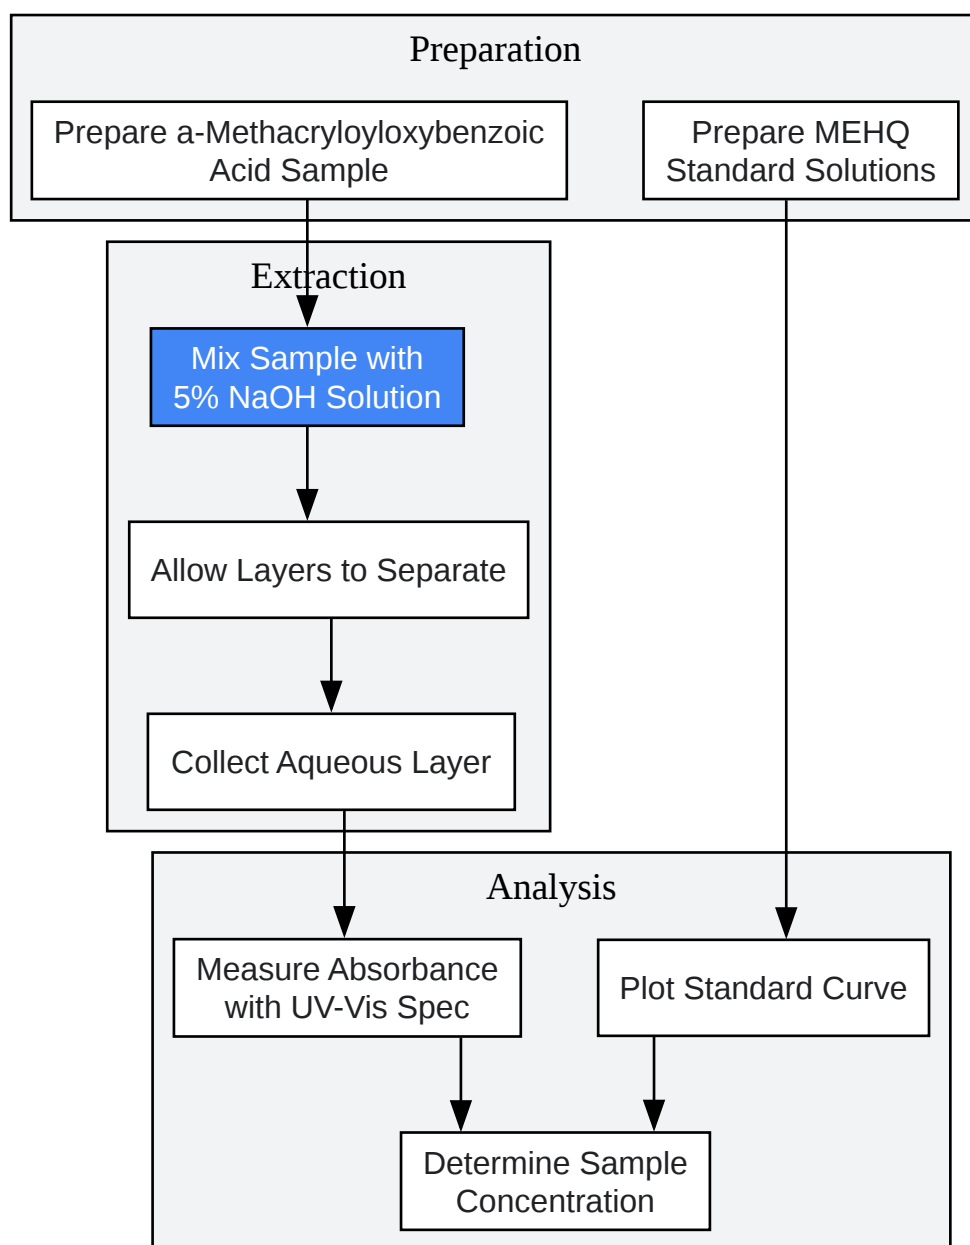 Preparation
Prepare a-Methacryloyloxybenzoic
Acid Sample
Prepare MEHQ
Standard Solutions
Extraction
Mix Sample with
5% NaOH Solution
Allow Layers to Separate
Collect Aqueous Layer
Analysis
Measure Absorbance
with UV-Vis Spec
Plot Standard Curve
Determine Sample
Concentration